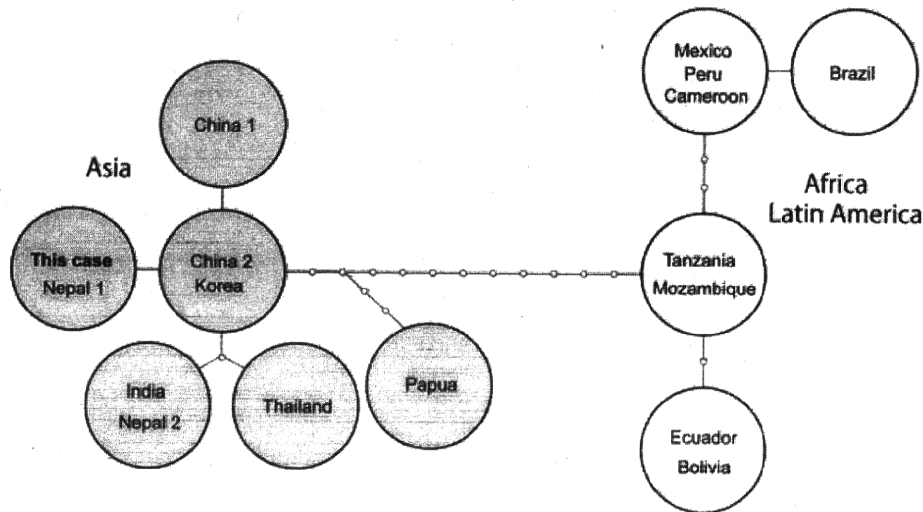 Mexico
Peru
Cameroon
Brazil
China 1
Asia
Africa
Latin America
This case
Nepal 1
China 2
Korea
Tanzania
Mozambique
India
Nepal 2
Thailand
Papua
Ecuador
Bolivia